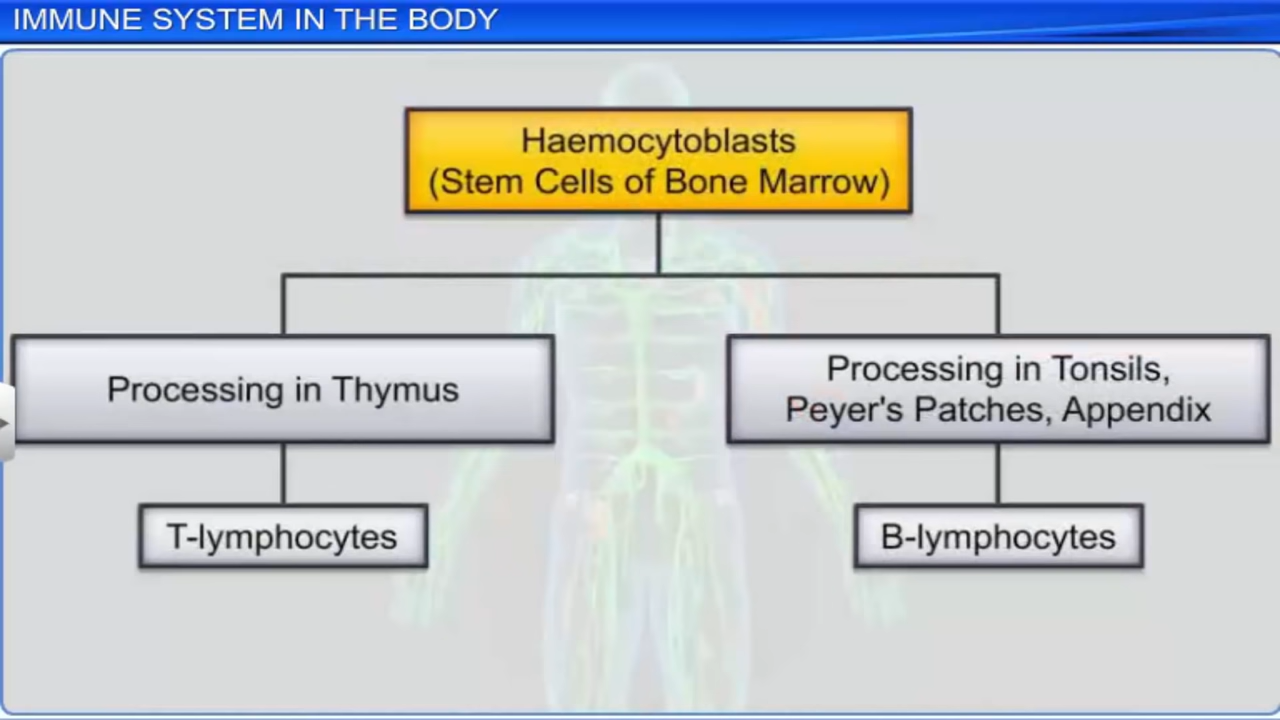 IMMUNE SYSTEM IN THE BODY
Haemocytoblasts
(Stem Cells of Bone Marrow)
Processing in Thymus
Processing in Tonsils,
Peyer's Patches, Appendix
T-lymphocytes
B-lymphocytes